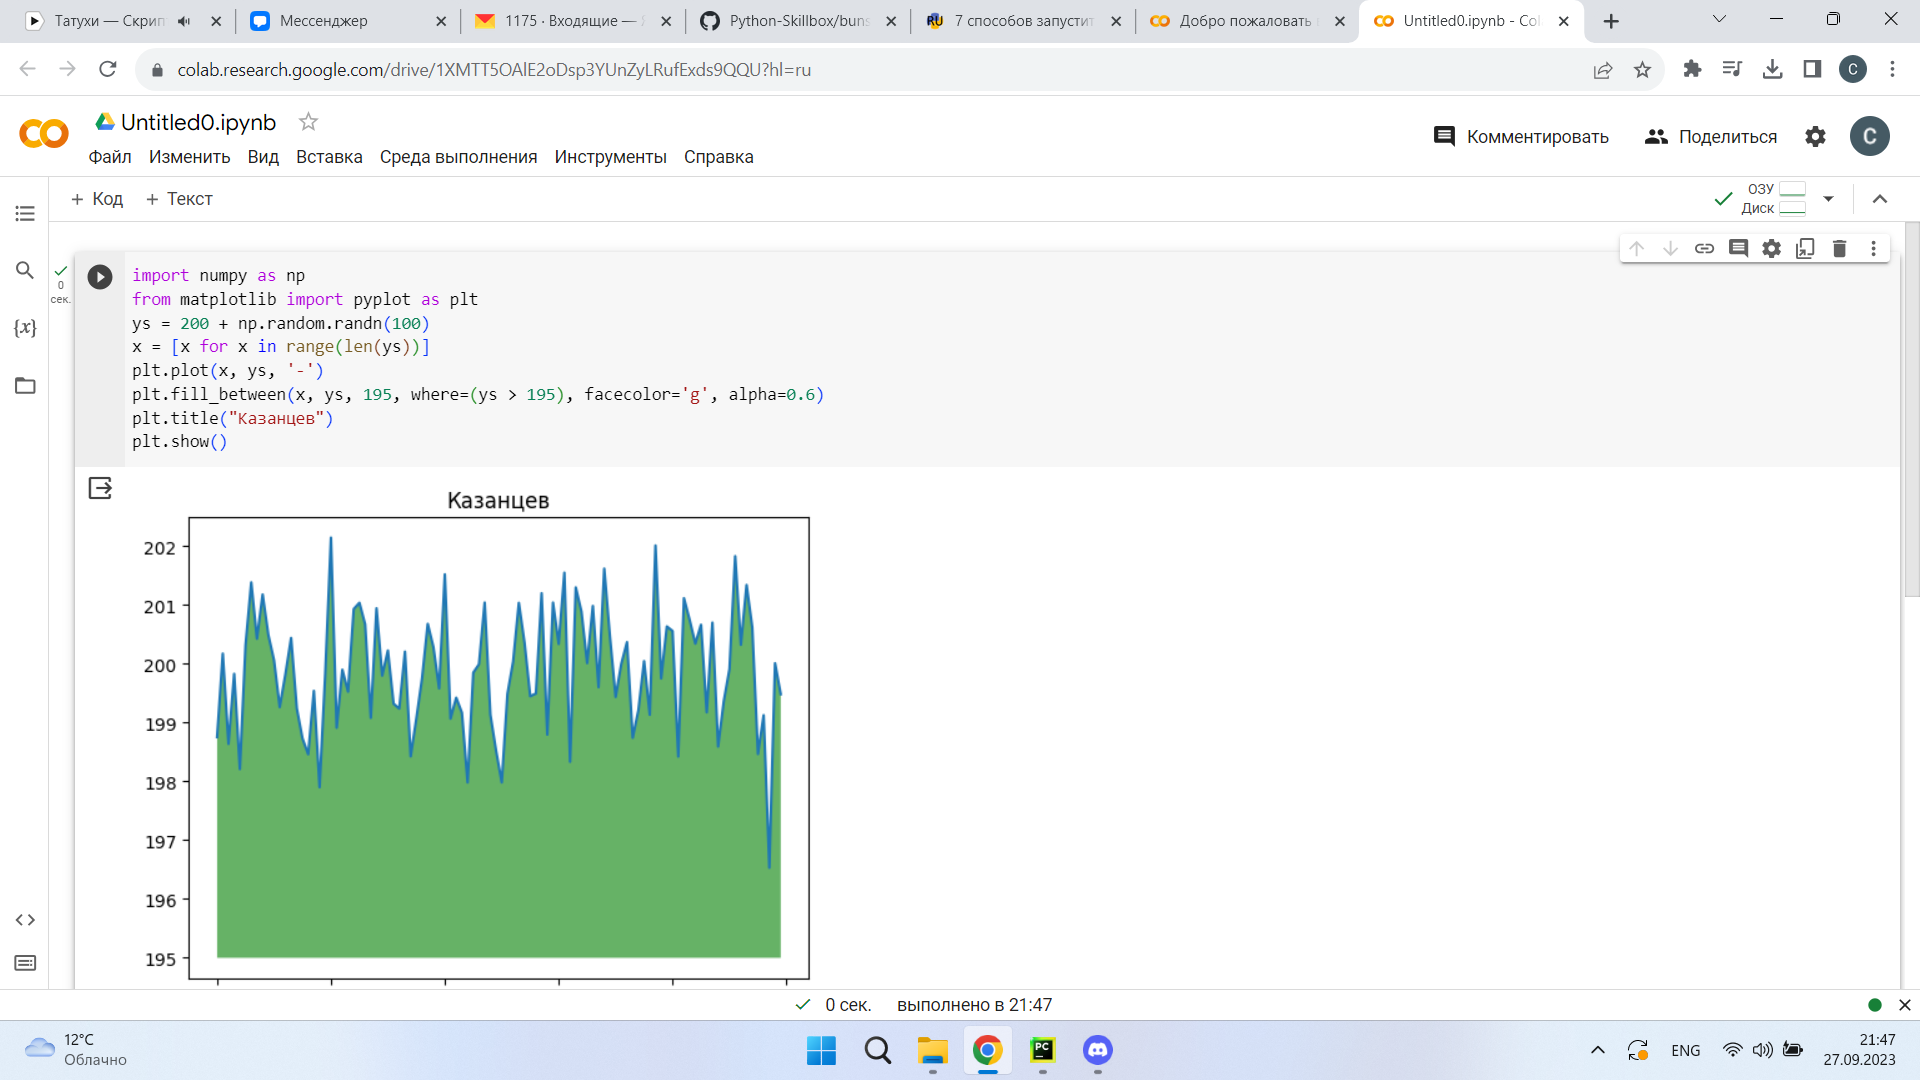 Татухи — Скрип
Мессенджер
1175 · Входящие —
Python-Skillbox/buns
7 способов запустит
Добро пожаловать
Untitled0.ipynb - Col
colab.research.google.com/drive/1XMTT5OAlE2oDsp3YUnZyLRufExds9QQU?hl=ru
C
Untitled0.ipynb
Комментировать
Поделиться
C
Файл Изменить Вид Вставка Среда выполнения Инструменты Справка
+ Код + Текст
ОЗУ
Диск
0
сек.
{x}
import numpy as np
from matplotlib import pyplot as plt
ys = 200 + np.random.randn(100)
x = [x for x in range(len(ys))]
plt.plot(x, ys, '-')
plt.fill_between(x, ys, 195, where=(ys > 195), facecolor='g', alpha=0.6)
plt.title("Казанцев")
plt.show()
Казанцев
202
201
200
199
198
197
196
195
0 сек. выполнено в 21:47
12°C
Облачно
PC
ENG
21:47
27.09.2023